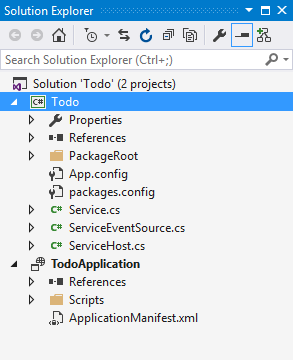 Solution Explorer
Search Solution Explorer (Ctrl+;)
Solution 'Todo' (2 projects)
C# Todo
Properties
References
PackageRoot
App.config
packages.config
C# Service.cs
C# ServiceEventSource.cs
C# ServiceHost.cs
TodoApplication
References
Scripts
ApplicationManifest.xml